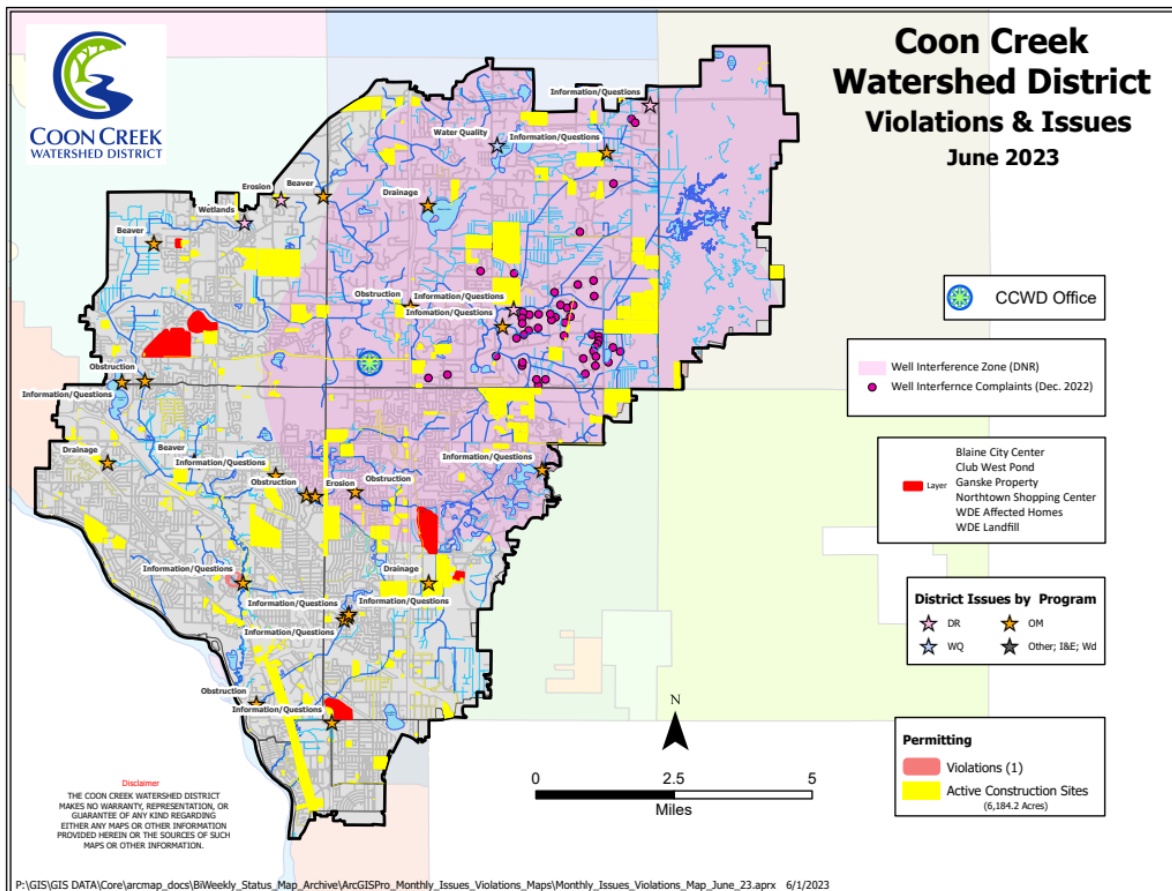 Coon Creek
Watershed District
Violations & Issues
June 2023
COON CREEK
WATERSHED DISTRICT
Information/Questions
Water Quality
Information/Questions
Beaver
Erosion
Drainage
Wetlands
Beaver
Obstruction
Information/Questions
Infomation/Questions
Obstruction
Information/Questions
Drainage
Beaver
Information/Questions
Information/Questions
Obstruction
Erosion
Obstruction
Information/Questions
Drainage
Information/Questions
Information/Questions
Information/Questions
Obstruction
Information/Questions
CCWD Office
Well Interference Zone (DNR)
Well Interfernce Complaints (Dec. 2022)
Layer
Blaine City Center
Club West Pond
Ganske Property
Northtown Shopping Center
WDE Affected Homes
WDE Landfill
District Issues by Program
DR
OM
WQ
Other; I&E; Wd
N
0
2.5
5
Miles
Permitting
Violations (1)
Active Construction Sites
(6,184.2 Acres)
Disclaimer
THE COON CREEK WATERSHED DISTRICT
MAKES NO WARRANTY, REPRESENTATION, OR
GUARANTEE OF ANY KIND REGARDING
EITHER ANY MAPS OR OTHER INFORMATION
PROVIDED HEREIN OR THE SOURCES OF SUCH
MAPS OR OTHER INFORMATION.
P:\GIS\GIS DATA\Core\arcmap_docs\BiWeekly_Status_Map_Archive\ArcGISPro_Monthly_Issues_Violations_Maps\Monthly_Issues_Violations_Map_June_23.aprx 6/1/2023